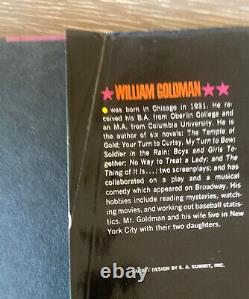 ★ WILLIAM GOLDMAN ★★
was born in Chicago in 1931. He re-
ceived his B.A. from Oberlin College and
an M.A. from Columbia University. He is
the author of six novels: The Temple of
Gold; Your Turn to Curtsy, My Turn to Bow;
Soldier in the Rain; Boys and Girls To-
gether; No Way to Treat a Lady; and The
Thing of It Is...; two screenplays; and has
collaborated on a play and a musical
comedy which appeared on Broadway. His
hobbies include reading mysteries, watch-
ing movies, and working out baseball statis-
tics. Mr. Goldman and his wife live in New
York City with their two daughters.
DESIGN BY S. A. SUMMIT, INC.